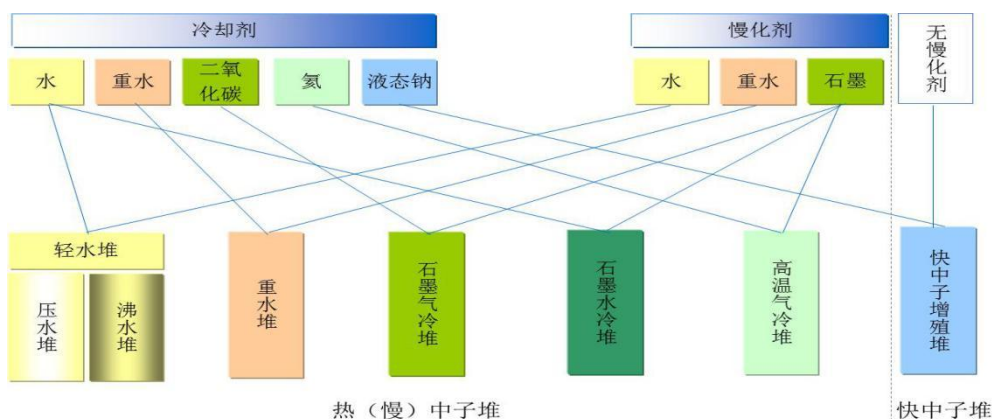 冷却剂
慢化剂
无慢化剂
水
重水
二氧
化碳
氦
液态钠
水
重水
石墨
轻水堆
压水堆
沸水堆
重水堆
石墨气冷堆
石墨水冷堆
高温气冷堆
快中子增殖堆
热（慢）中子堆
快中子堆